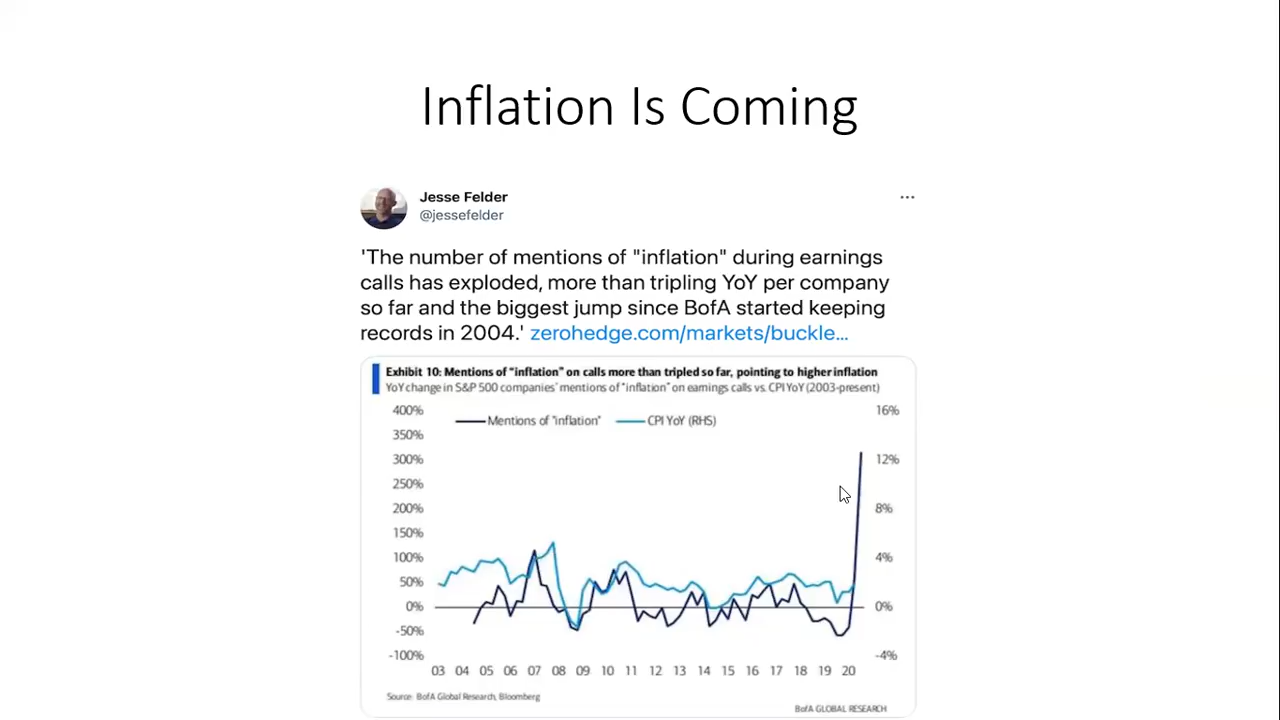 Inflation Is Coming
Jesse Felder
@jessefelder
...
'The number of mentions of "inflation" during earnings
calls has exploded, more than tripling YoY per company
so far and the biggest jump since BofA started keeping
records in 2004.' zerohedge.com/markets/buckle…
Exhibit 10: Mentions of "inflation" on calls more than tripled so far, pointing to higher inflation
YoY change in S&P 500 companies' mentions of "inflation" on earnings calls vs. CPI YoY (2003-present)
400% 16%
Mentions of "inflation" CPI YoY (RHS)
350%
300% 12%
250%
200% 8%
150%
100% 4%
50%
0% 0%
-50%
-100% -4%
03 04 05 06 07 08 09 10 11 12 13 14 15 16 17 18 19 20
Source: BofA Global Research, Bloomberg
BofA GLOBAL RESEARCH